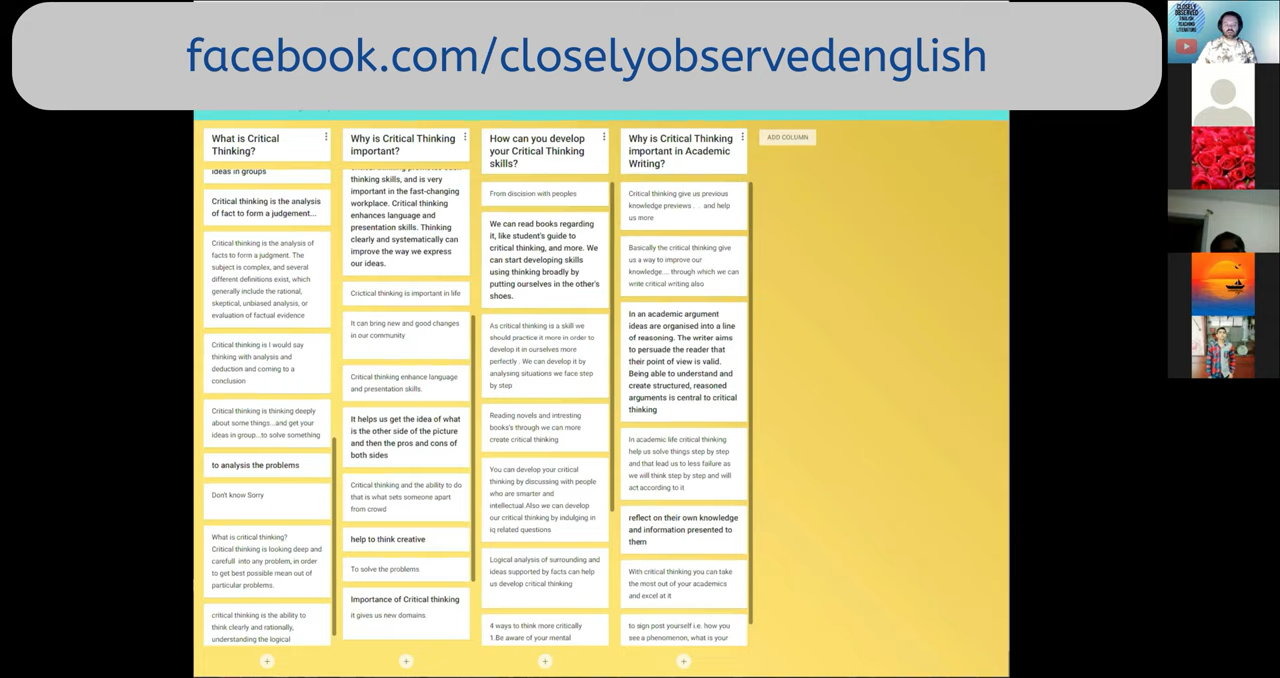 facebook.com/closelyobservedenglish
CLOSELY
OBSERVED
ENGLISH
TEACHING
LITERATURE
What is Critical
Thinking?
ideas in groups
Critical thinking is the analysis
of fact to form a judgement...
Critical thinking is the analysis of
facts to form a judgment. The
subject is complex, and several
different definitions exist, which
generally include the rational,
skeptical, unbiased analysis, or
evaluation of factual evidence
Critical thinking is I would say
thinking with analysis and
deduction and coming to a
conclusion
Critical thinking is thinking deeply
about some things...and get your
ideas in group...to solve something
to analysis the problems
Don't know Sorry
What is critical thinking?
Critical thinking is looking deep and
carefull into any problem, in order
to get best possible mean out of
particular problems.
critical thinking is the ability to
think clearly and rationally,
understanding the logical
Why is Critical Thinking
important?
thinking skills, and is very
important in the fast-changing
workplace. Critical thinking
enhances language and
presentation skills. Thinking
clearly and systematically can
improve the way we express
our ideas.
Crictical thinking is important in life
It can bring new and good changes
in our community
Critical thinking enhance language
and presentation skills.
It helps us get the idea of what
is the other side of the picture
and then the pros and cons of
both sides
Critical thinking and the ability to do
that is what sets someone apart
from crowd
help to think creative
To solve the problems
Importance of Critical thinking
it gives us new domains
How can you develop
your Critical Thinking
skills?
From discision with peoples
We can read books regarding
it, like student's guide to
critical thinking, and more. We
can start developing skills
using thinking broadly by
putting ourselves in the other's
shoes.
As critical thinking is a skill we
should practice it more in order to
develop it in ourselves more
perfectly . We can develop it by
analysing situations we face step
by step
Reading novels and intresting
books's through we can more
create critical thinking
You can develop your critical
thinking by discussing with people
who are smarter and
intellectual.Also we can develop
our critical thinking by indulging in
iq related questions
Logical analysis of surrounding and
ideas supported by facts can help
us develop critical thinking
4 ways to think more critically
1.Be aware of your mental
Why is Critical Thinking
important in Academic
Writing?
Critical thinking give us previous
knowledge previews . . and help
us more
Basically the critical thinking give
us a way to improve our
knowledge.... through which we can
write critical writing also
In an academic argument
ideas are organised into a line
of reasoning. The writer aims
to persuade the reader that
their point of view is valid.
Being able to understand and
create structured, reasoned
arguments is central to critical
thinking
In academic life critical thinking
help us solve things step by step
and that lead us to less failure as
we will think step by step and will
act according to it
reflect on their own knowledge
and information presented to
them
With critical thinking you can take
the most out of your academics
and excel at it
to sign post yourself i.e. how you
see a phenomenon, what is your
ADD COLUMN